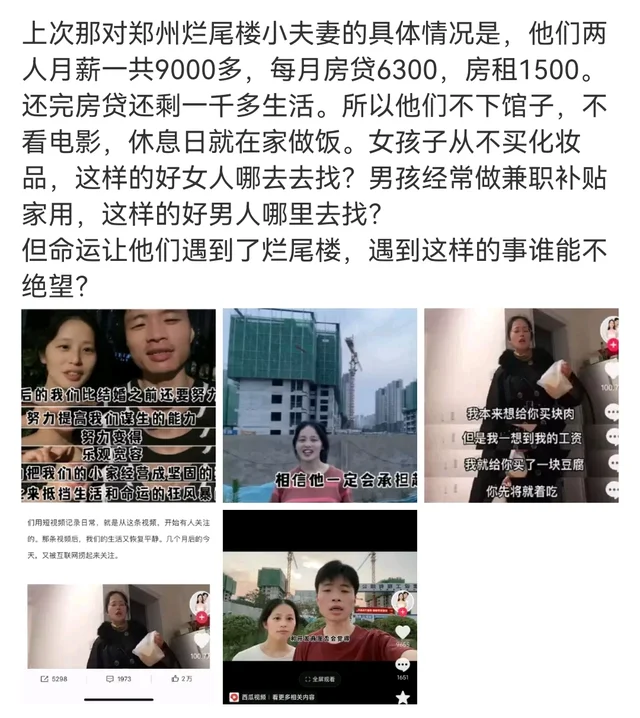 上次那对郑州烂尾楼小夫妻的具体情况是，他们两
人月薪一共9000多，每月房贷6300，房租1500。
还完房贷还剩一千多生活。所以他们不下馆子，不
看电影，休息日就在家做饭。女孩子从不买化妆
品，这样的好女人哪去去找？男孩经常做兼职补贴
家用，这样的好男人哪里去找？
但命运让他们遇到了烂尾楼，遇到这样的事谁能不
绝望？
后的我们比结婚之前还要努力
努力提高我们谋生的能力
努力变得
乐观宽容
把我们的小家经营成坚固的
来抵挡生活和命运的狂风暴
相信他一定会承担起
我本来想给你买块肉
但是我一想到我的工资
我就给你买了一块豆腐
你先将就着吃
100.7
们用短视频记录日常，就是从这条视频，开始有人关注
的。那条视频后，我们的生活又恢复平静。几个月后的今
天。又被互联网捞起来关注。
100.7
5298
1973
2万
全屏观看
9663
1651
西瓜视频｜看更多相关内容